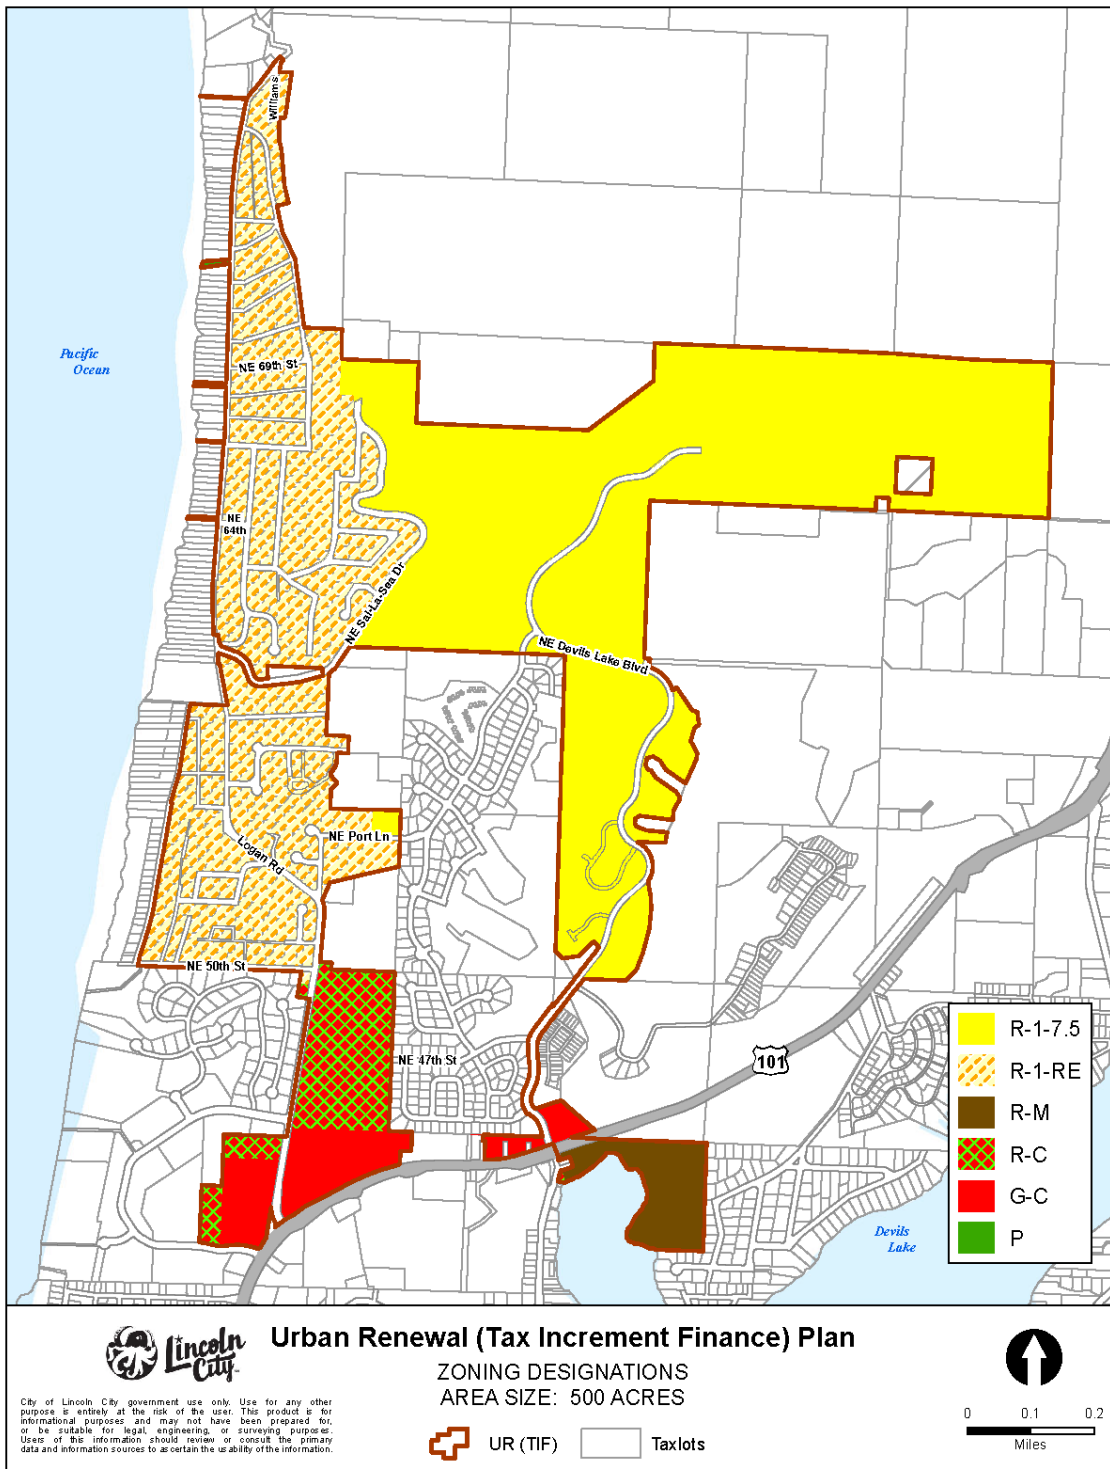 Williams
Pacific
Ocean
NE 69th St
NE
64th
NE Sal-La-Sea Dr
NE Devils Lake Blvd
NE Port Ln
Logan Rd
NE 50th St
NE 47th St
101
Devils
Lake
R-1-7.5
R-1-RE
R-M
R-C
G-C
P
Lincoln
City
Urban Renewal (Tax Increment Finance) Plan
ZONING DESIGNATIONS
AREA SIZE: 500 ACRES
UR (TIF)
Taxlots
City of Lincoln City government use only. Use for any other
purpose is entirely at the risk of the user. This product is for
informational purposes and may not have been prepared for,
or be suitable for legal, engineering, or surveying purposes.
Users of this information should review or consult the primary
data and information sources to ascertain the usability of the information.
0 0.1 0.2
Miles